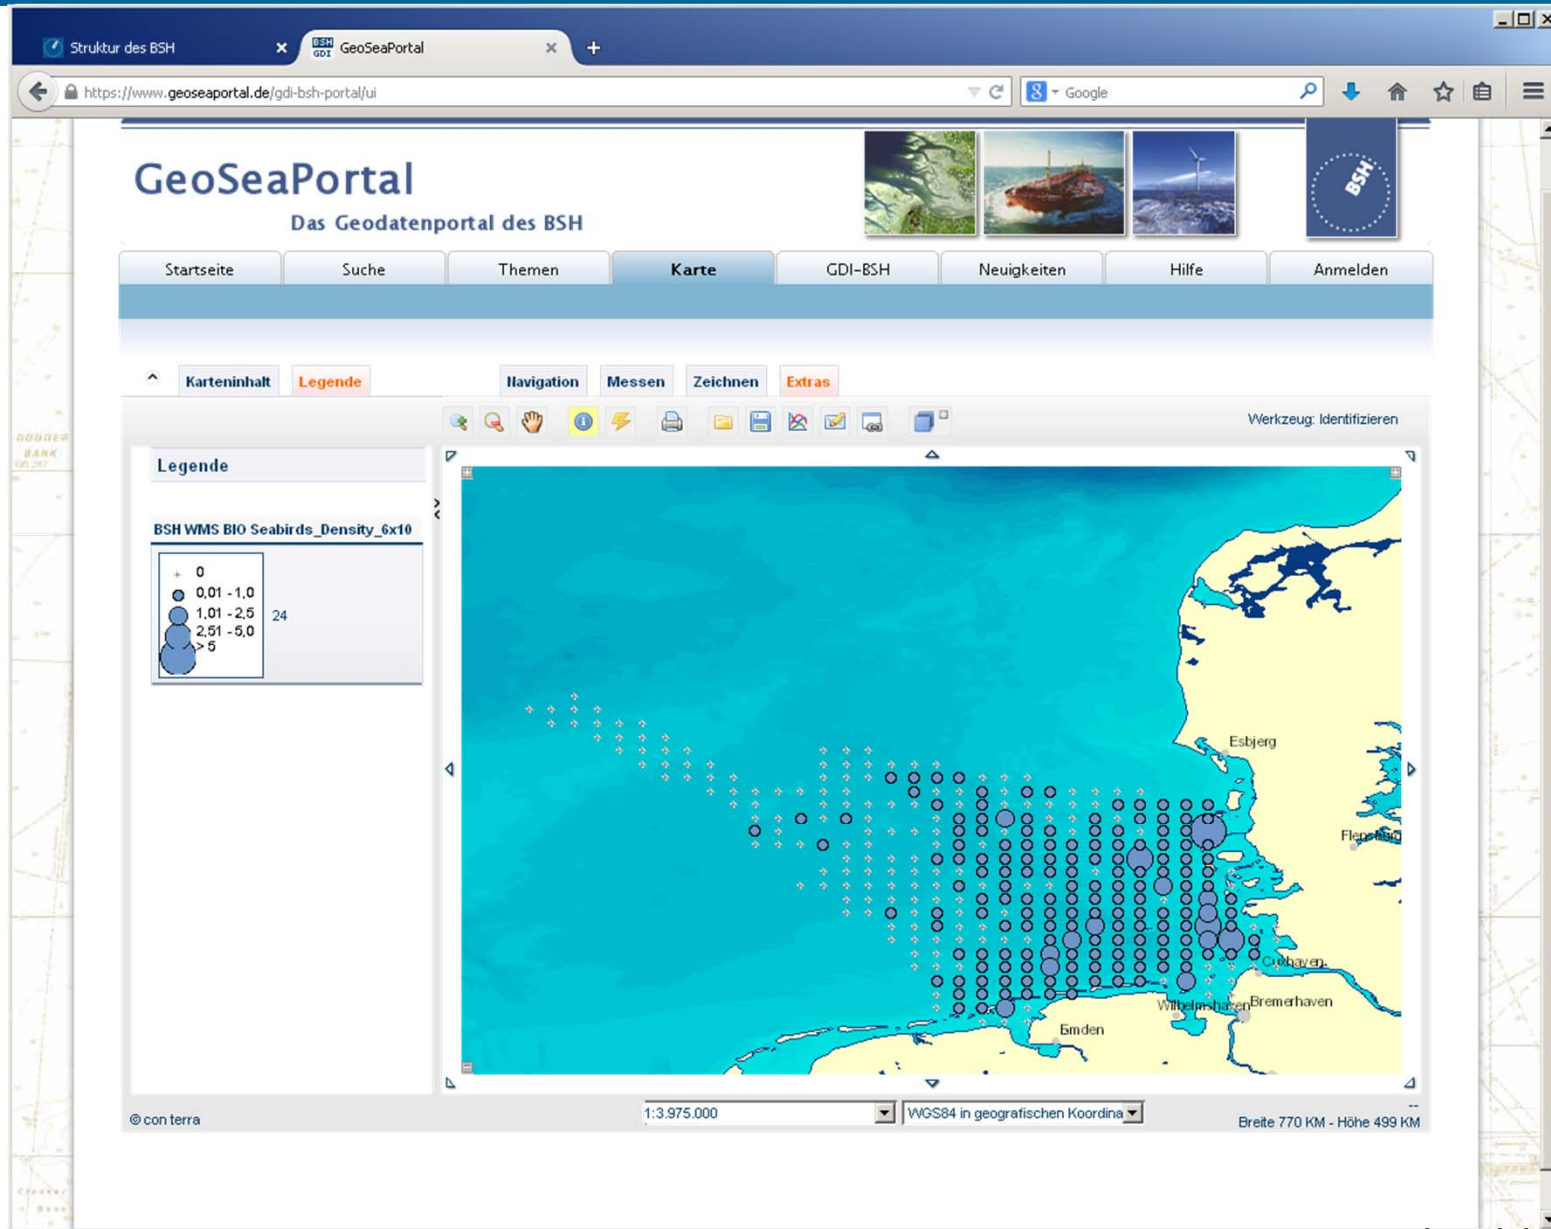 Struktur des BSH
BSH GDI GeoSeaPortal
https://www.geoseaportal.de/gdi-bsh-portal/ui
Google
GeoSeaPortal
Das Geodatenportal des BSH
BSH
Startseite Suche Themen Karte GDI-BSH Neuigkeiten Hilfe Anmelden
Karteninhalt Legende Navigation Messen Zeichnen Extras
Werkzeug: Identifizieren
Legende
BSH WMS BIO Seabirds_Density_6x10
0
0,01 - 1,0
1,01 - 2,5
24
2,51 - 5,0
> 5
Esbjerg
Flensburg
Cuxhaven
Wilhelmshaven
Bremerhaven
Emden
1:3.975.000
WGS84 in geografischen Koordina
--
Breite 770 KM - Höhe 499 KM
© con terra
DOGGER
BANK